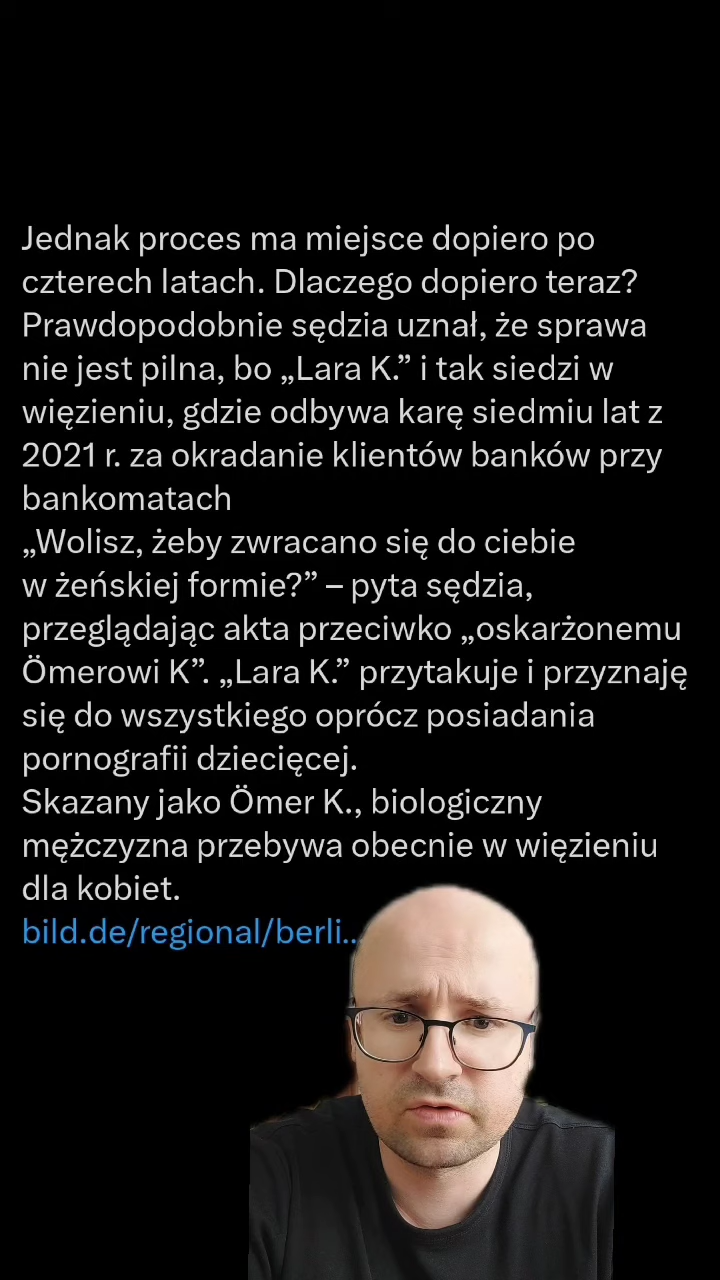 Jednak proces ma miejsce dopiero po
czterech latach. Dlaczego dopiero teraz?
Prawdopodobnie sędzia uznał, że sprawa
nie jest pilna, bo „Lara K.” i tak siedzi w
więzieniu, gdzie odbywa karę siedmiu lat z
2021 r. za okradanie klientów banków przy
bankomatach
„Wolisz, żeby zwracano się do ciebie
w żeńskiej formie?” – pyta sędzia,
przeglądając akta przeciwko „oskarżonemu
Ömerowi K”. „Lara K.” przytakuje i przyznaję
się do wszystkiego oprócz posiadania
pornografii dziecięcej.
Skazany jako Ömer K., biologiczny
mężczyzna przebywa obecnie w więzieniu
dla kobiet.
bild.de/regional/berli...